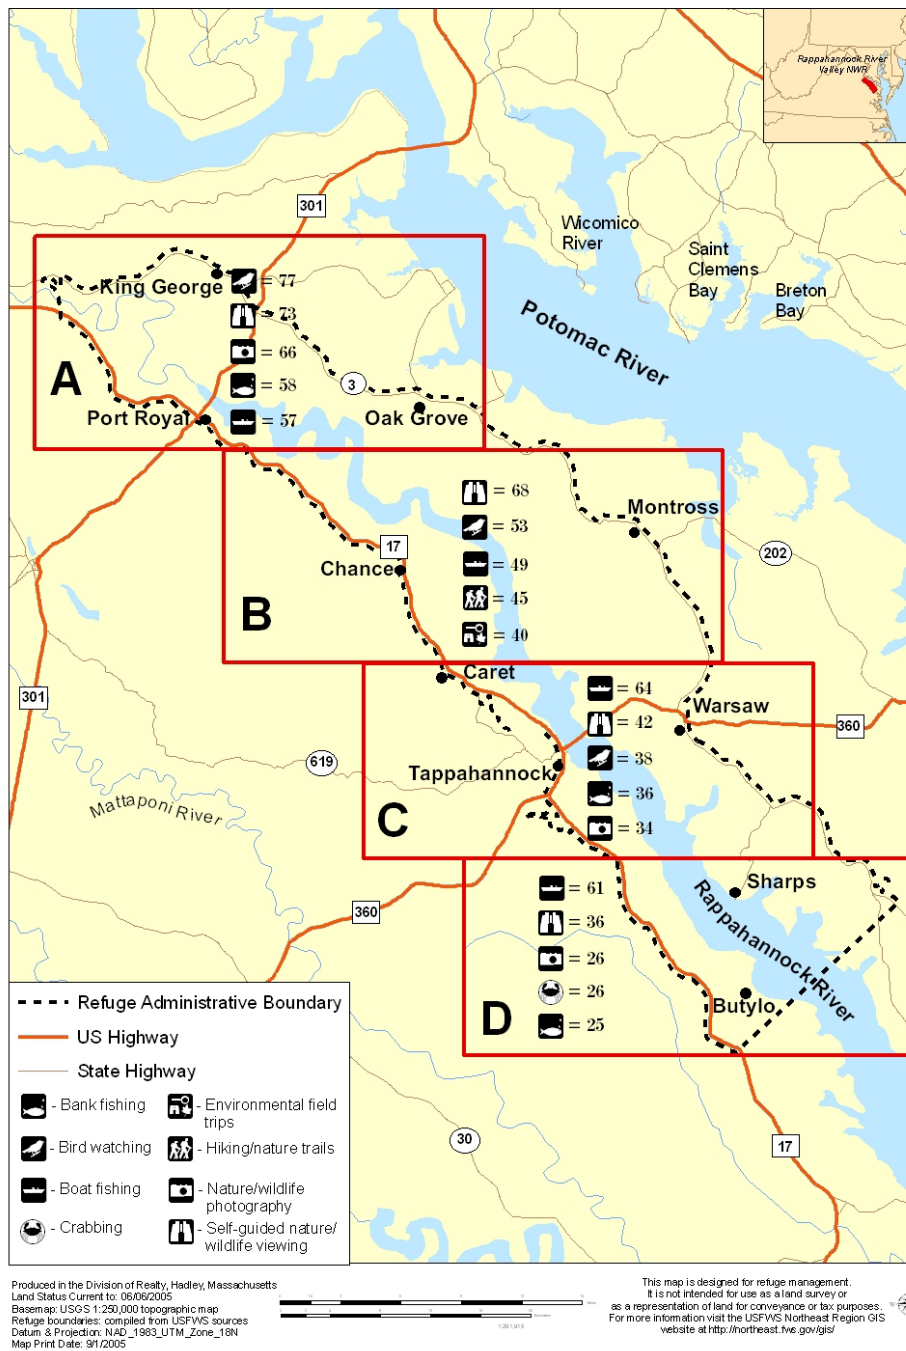 Rappahannock River
Valley NWR
301
Wicomico
River
Saint
Clemens
Bay
Breton
Bay
Potomac River
King George
= 77
= 73
= 66
= 58
= 57
A
3
Port Royal
Oak Grove
= 68
= 53
= 49
= 45
= 40
Montross
17
202
Chance
B
Caret
= 64
= 42
= 38
= 36
= 34
Warsaw
301
360
619
Tappahannock
Mattaponi River
C
= 61
= 36
= 26
= 26
= 25
Sharps
Rappahannock River
360
D
Butylo
Refuge Administrative Boundary
US Highway
State Highway
- Bank fishing
- Environmental field
trips
- Bird watching
- Hiking/nature trails
- Boat fishing
- Nature/wildlife
photography
- Crabbing
- Self-guided nature/
wildlife viewing
30
17
Produced in the Division of Realty, Hadley, Massachusetts
Land Status Current to: 06/06/2005
Basemap: USGS 1:250,000 topographic map
Refuge boundaries: compiled from USFWS sources
Datum & Projection: NAD_1983_UTM_Zone_18N
Map Print Date: 9/1/2005
This map is designed for refuge management.
It is not intended for use as a land survey or
as a representation of land for conveyance or tax purposes.
For more information visit the USFWS Northeast Region GIS
website at http://northeast.fws.gov/gis/